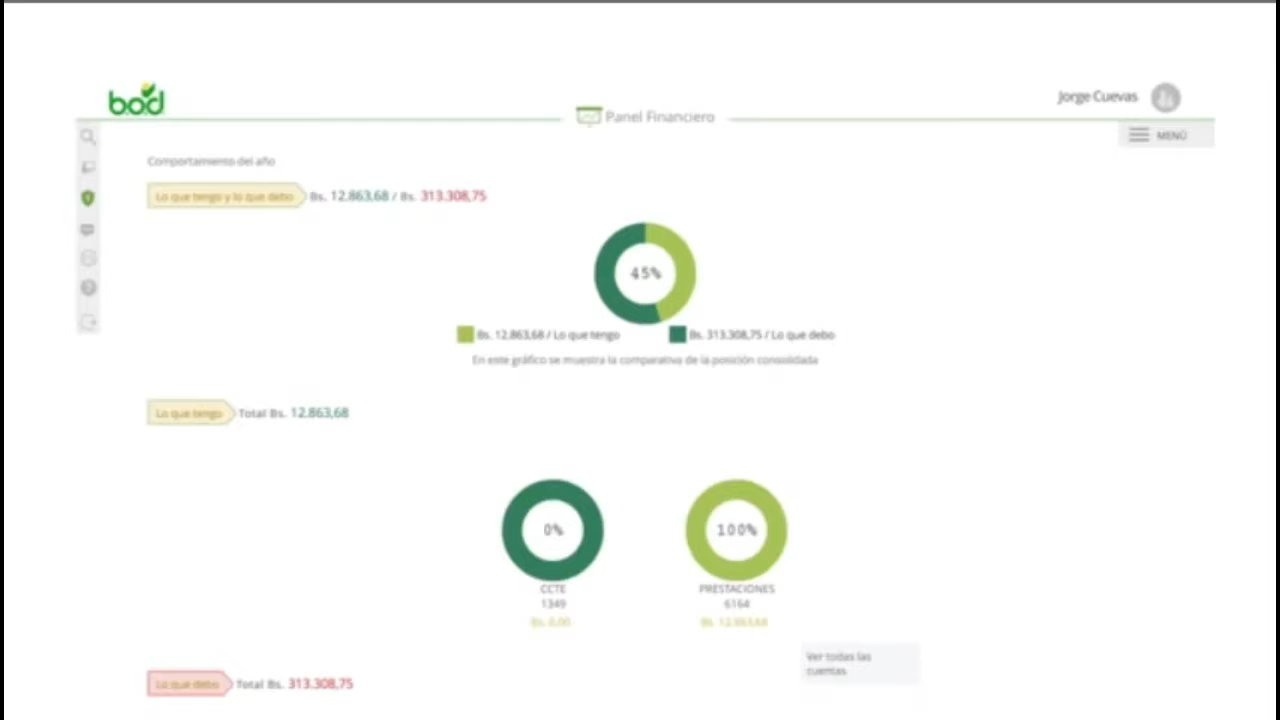 b.o.d
Jorge Cuevas
Panel Financiero
MENÚ
Comportamiento del año
Lo que tengo y lo que debo Bs. 12.863,68 / Bs. 313.308,75
45%
Bs. 12.863,68 / Lo que tengo Bs. 313.308,75 / Lo que debo
En este gráfico se muestra la comparativa de la posición consolidada
Lo que tengo Total Bs. 12.863,68
0% 100%
CCTE PRESTACIONES
1349 6164
Bs. 0,00 Bs. 12.863,68
Ver todas las
cuentas
Lo que debo Total Bs. 313.308,75